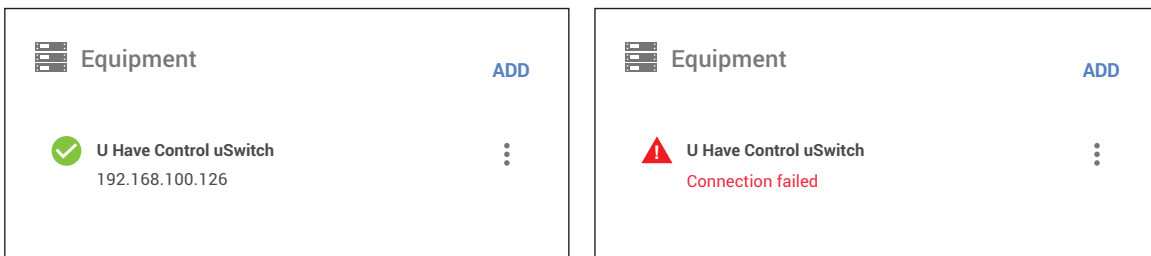 Equipment
ADD
U Have Control uSwitch
192.168.100.126
Equipment
ADD
U Have Control uSwitch
Connection failed